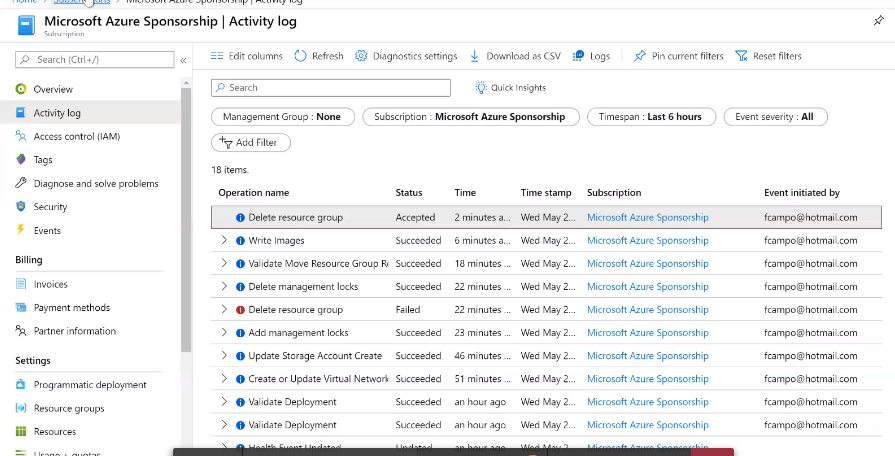 Home > Subscriptions > Microsoft Azure Sponsorship | Activity log
Microsoft Azure Sponsorship | Activity log
Subscription
Search (Ctrl+/)
Overview
Activity log
Access control (IAM)
Tags
Diagnose and solve problems
Security
Events
Billing
Invoices
Payment methods
Partner information
Settings
Programmatic deployment
Resource groups
Resources
Usage + quotas
Edit columns Refresh Diagnostics settings Download as CSV Logs Pin current filters Reset filters
Search Quick Insights
Management Group : None Subscription : Microsoft Azure Sponsorship Timespan : Last 6 hours Event severity : All
Add Filter
18 items.
Operation name Status Time Time stamp Subscription Event initiated by
Delete resource group Accepted 2 minutes a... Wed May 2... Microsoft Azure Sponsorship fcampo@hotmail.com
Write Images Succeeded 6 minutes a... Wed May 2... Microsoft Azure Sponsorship fcampo@hotmail.com
Validate Move Resource Group Re Succeeded 18 minutes ... Wed May 2... Microsoft Azure Sponsorship fcampo@hotmail.com
Delete management locks Succeeded 22 minutes ... Wed May 2... Microsoft Azure Sponsorship fcampo@hotmail.com
Delete resource group Failed 22 minutes ... Wed May 2... Microsoft Azure Sponsorship fcampo@hotmail.com
Add management locks Succeeded 23 minutes ... Wed May 2... Microsoft Azure Sponsorship fcampo@hotmail.com
Update Storage Account Create Succeeded 46 minutes ... Wed May 2... Microsoft Azure Sponsorship fcampo@hotmail.com
Create or Update Virtual Network Succeeded 51 minutes ... Wed May 2... Microsoft Azure Sponsorship fcampo@hotmail.com
Validate Deployment Succeeded an hour ago Wed May 2... Microsoft Azure Sponsorship fcampo@hotmail.com
Validate Deployment Succeeded an hour ago Wed May 2... Microsoft Azure Sponsorship fcampo@hotmail.com
Health Event Updated Updated an hour ago Wed May 2... Microsoft Azure Sponsorship